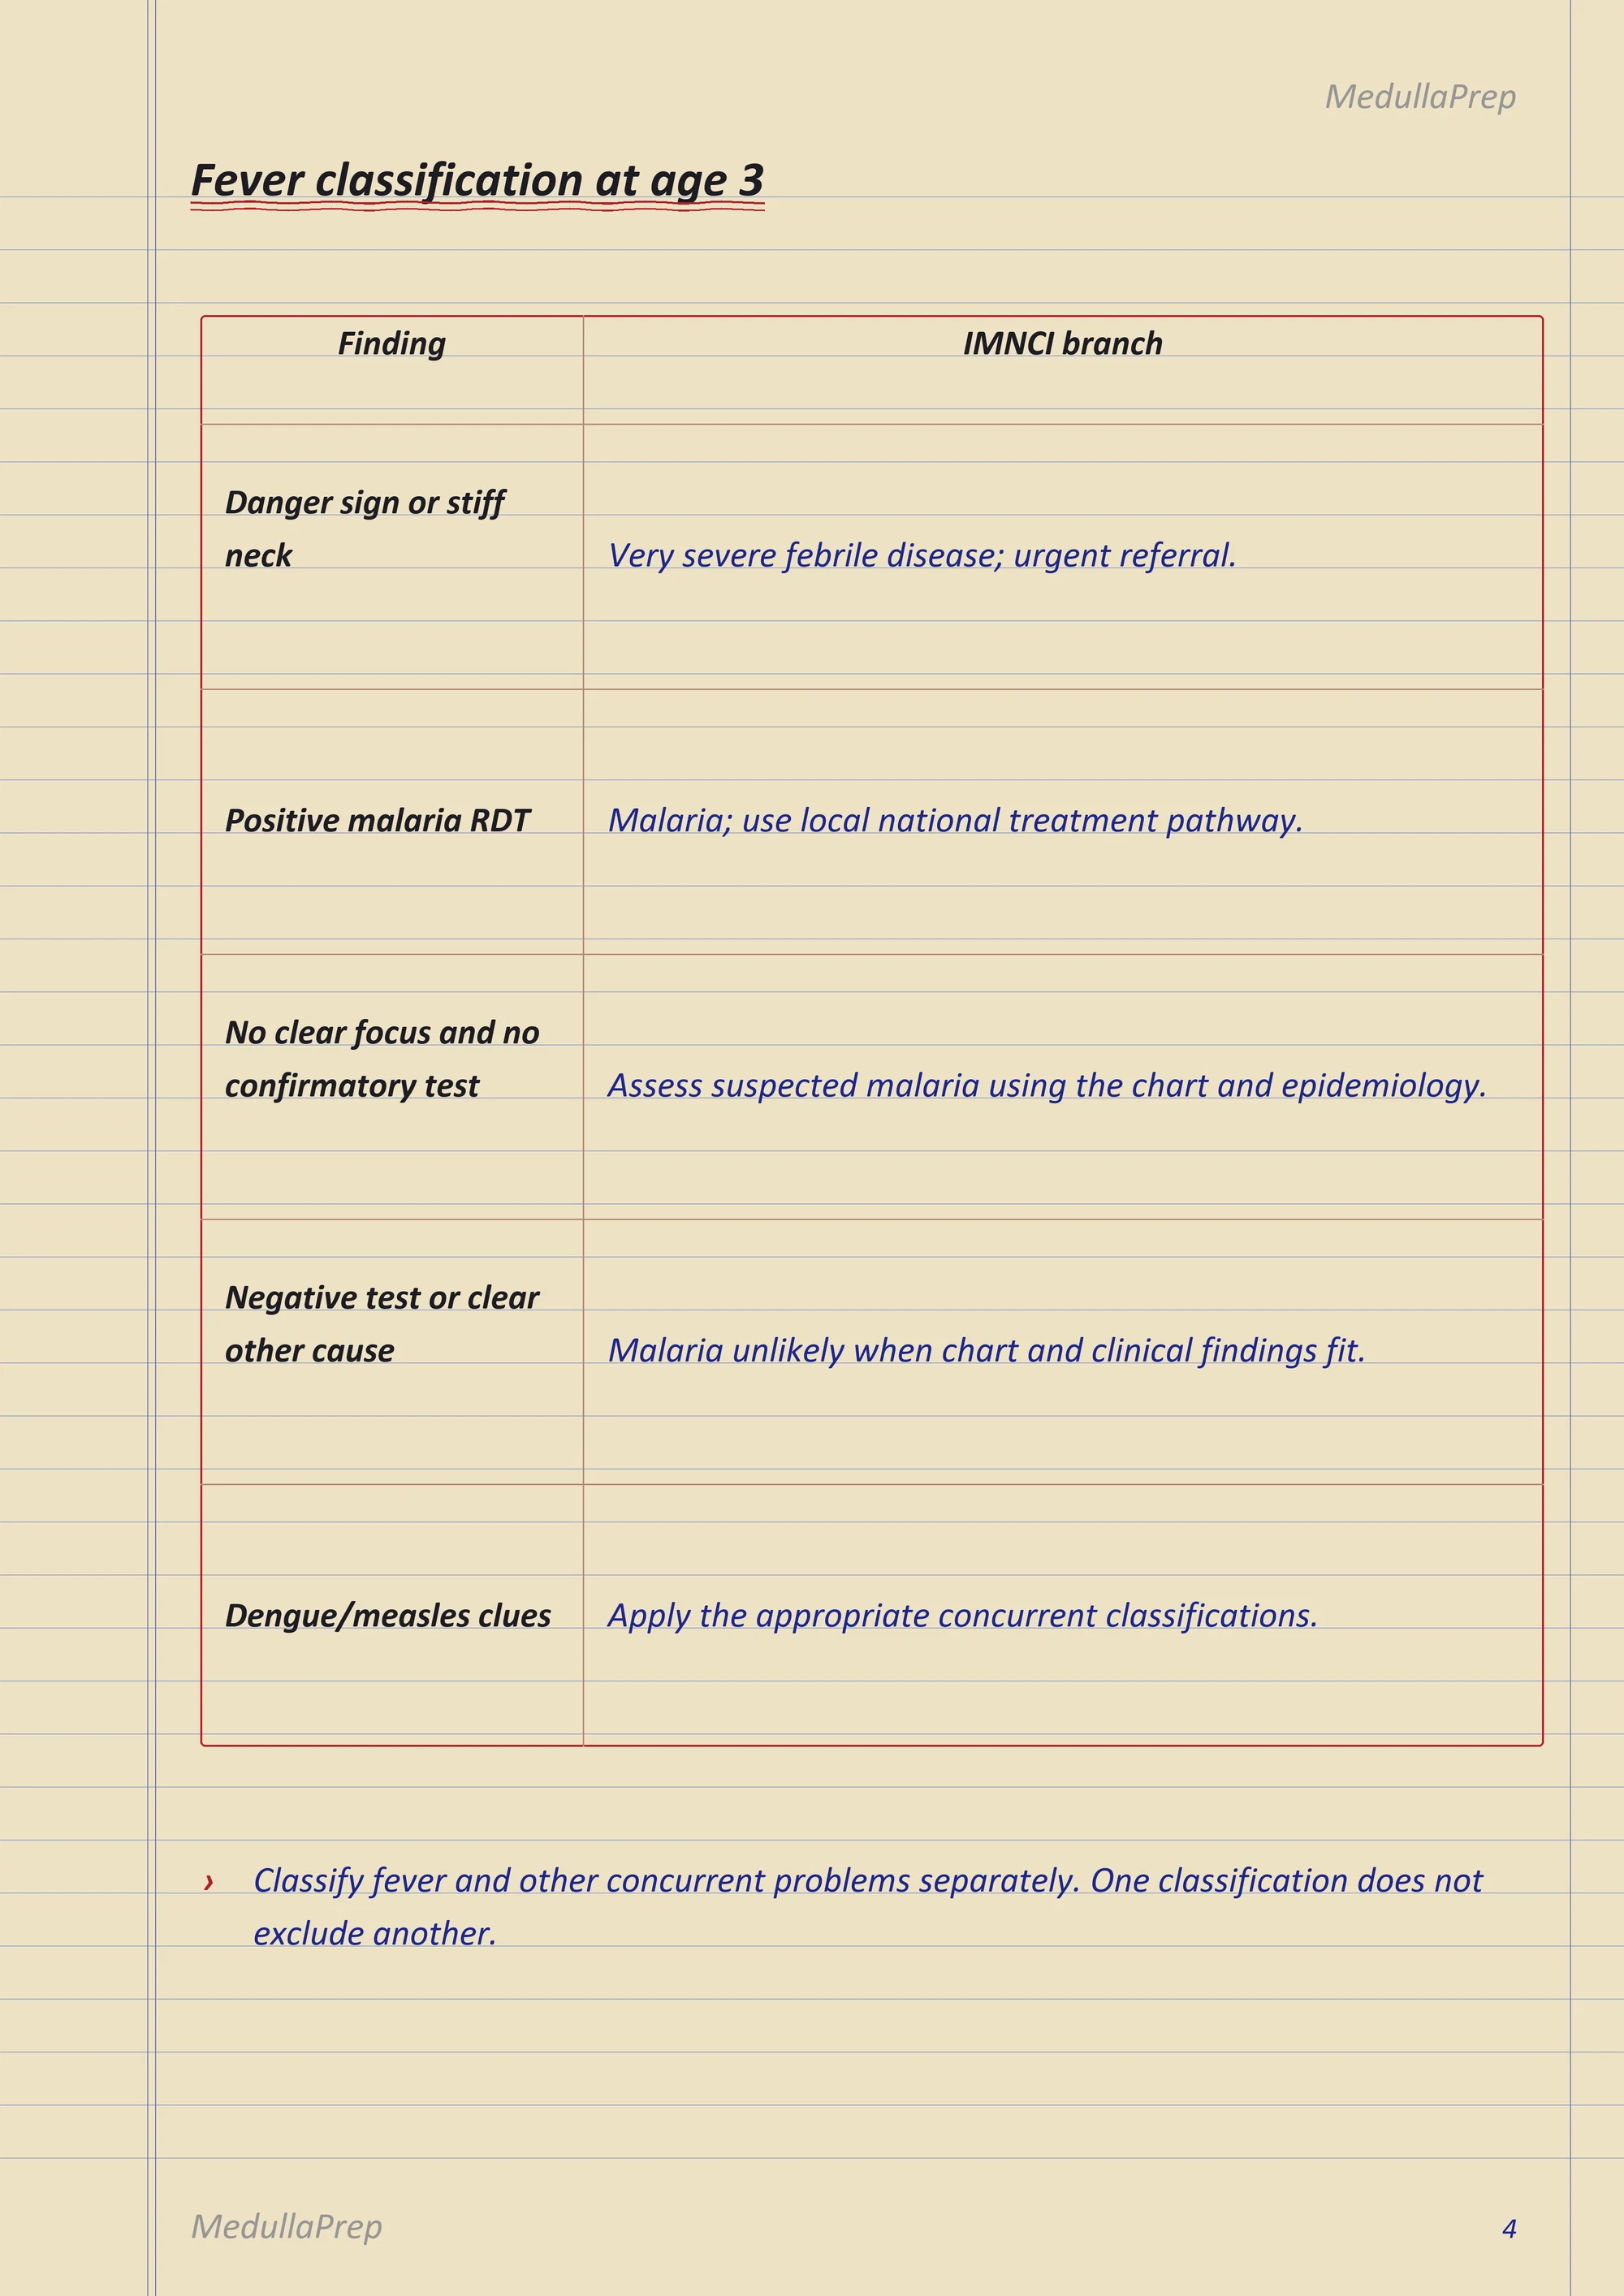 MedullaPrep
Fever classification at age 3
Finding
IMNCI branch
Danger sign or stiff
neck
Very severe febrile disease; urgent referral.
Positive malaria RDT
Malaria; use local national treatment pathway.
No clear focus and no
confirmatory test
Assess suspected malaria using the chart and epidemiology.
Negative test or clear
other cause
Malaria unlikely when chart and clinical findings fit.
Dengue/measles clues
Apply the appropriate concurrent classifications.
› Classify fever and other concurrent problems separately. One classification does not
exclude another.
MedullaPrep
4